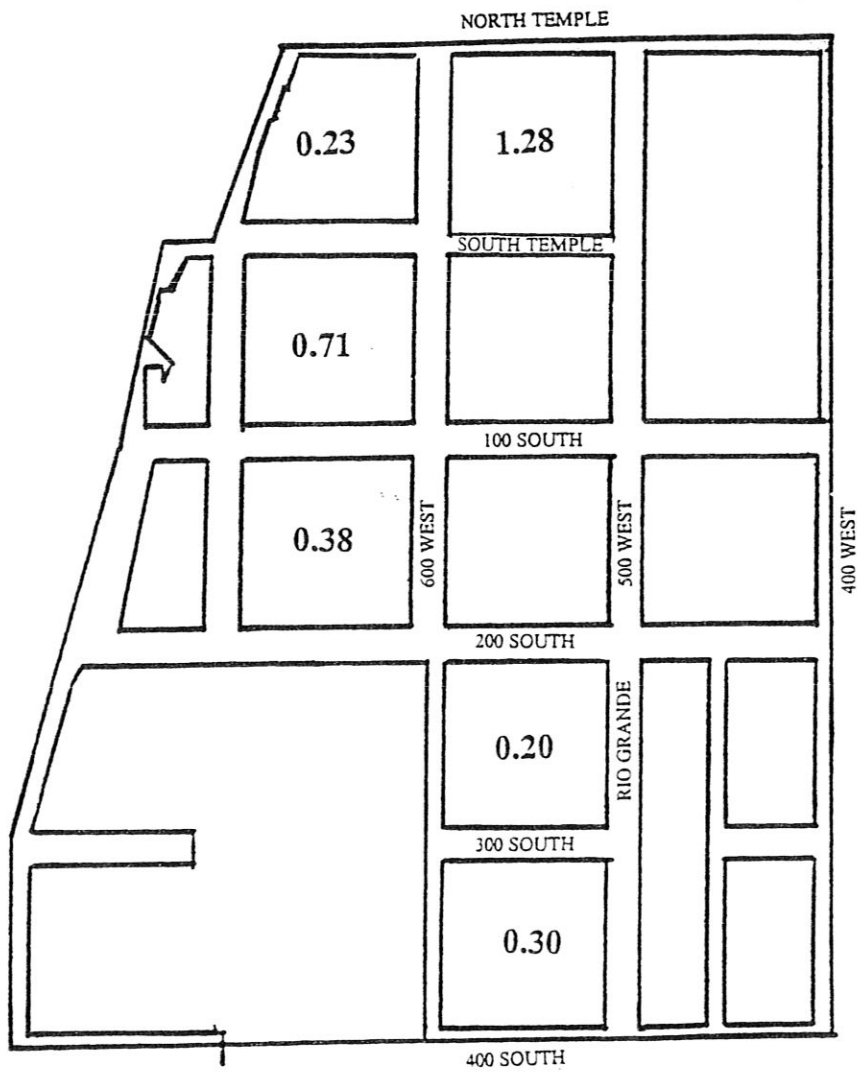 NORTH TEMPLE
0.23
1.28
SOUTH TEMPLE
0.71
100 SOUTH
0.38
600 WEST
500 WEST
400 WEST
200 SOUTH
0.20
RIO GRANDE
300 SOUTH
0.30
400 SOUTH